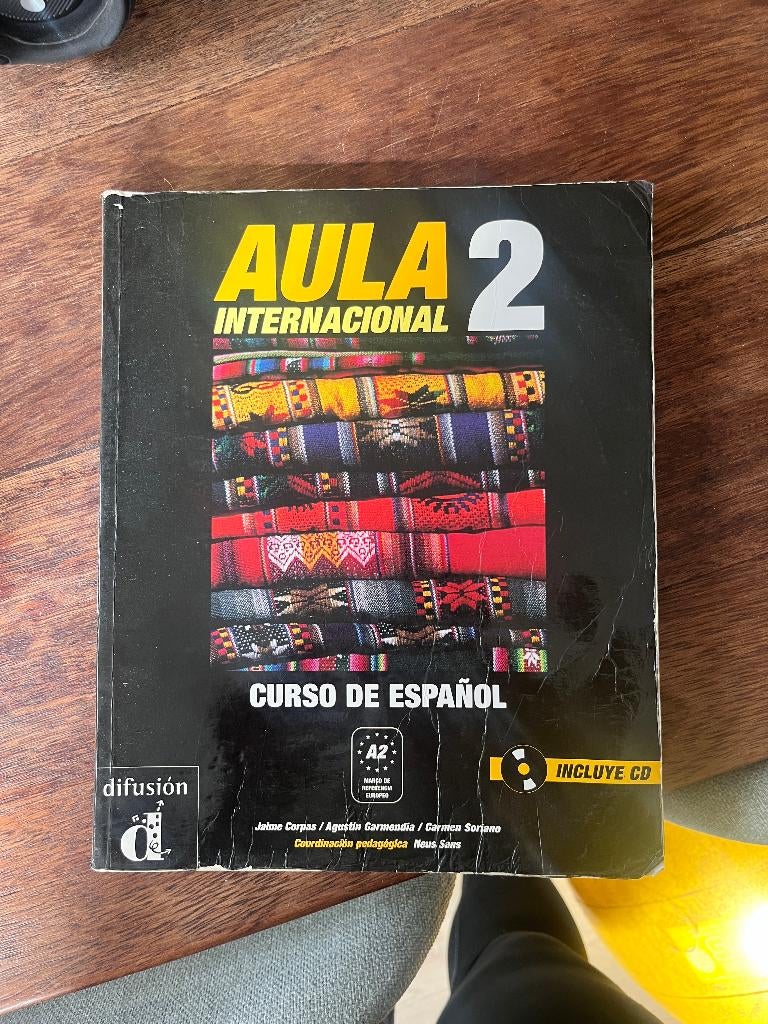 AULA 2
INTERNACIONAL
CURSO DE ESPAÑOL
A2
MARCO DE
REFERENCIA
EUROPEO
INCLUYE CD
difusión
Jaime Corpas / Agustín Garmendia / Carmen Soriano
Coordinación pedagógica Neus Sans